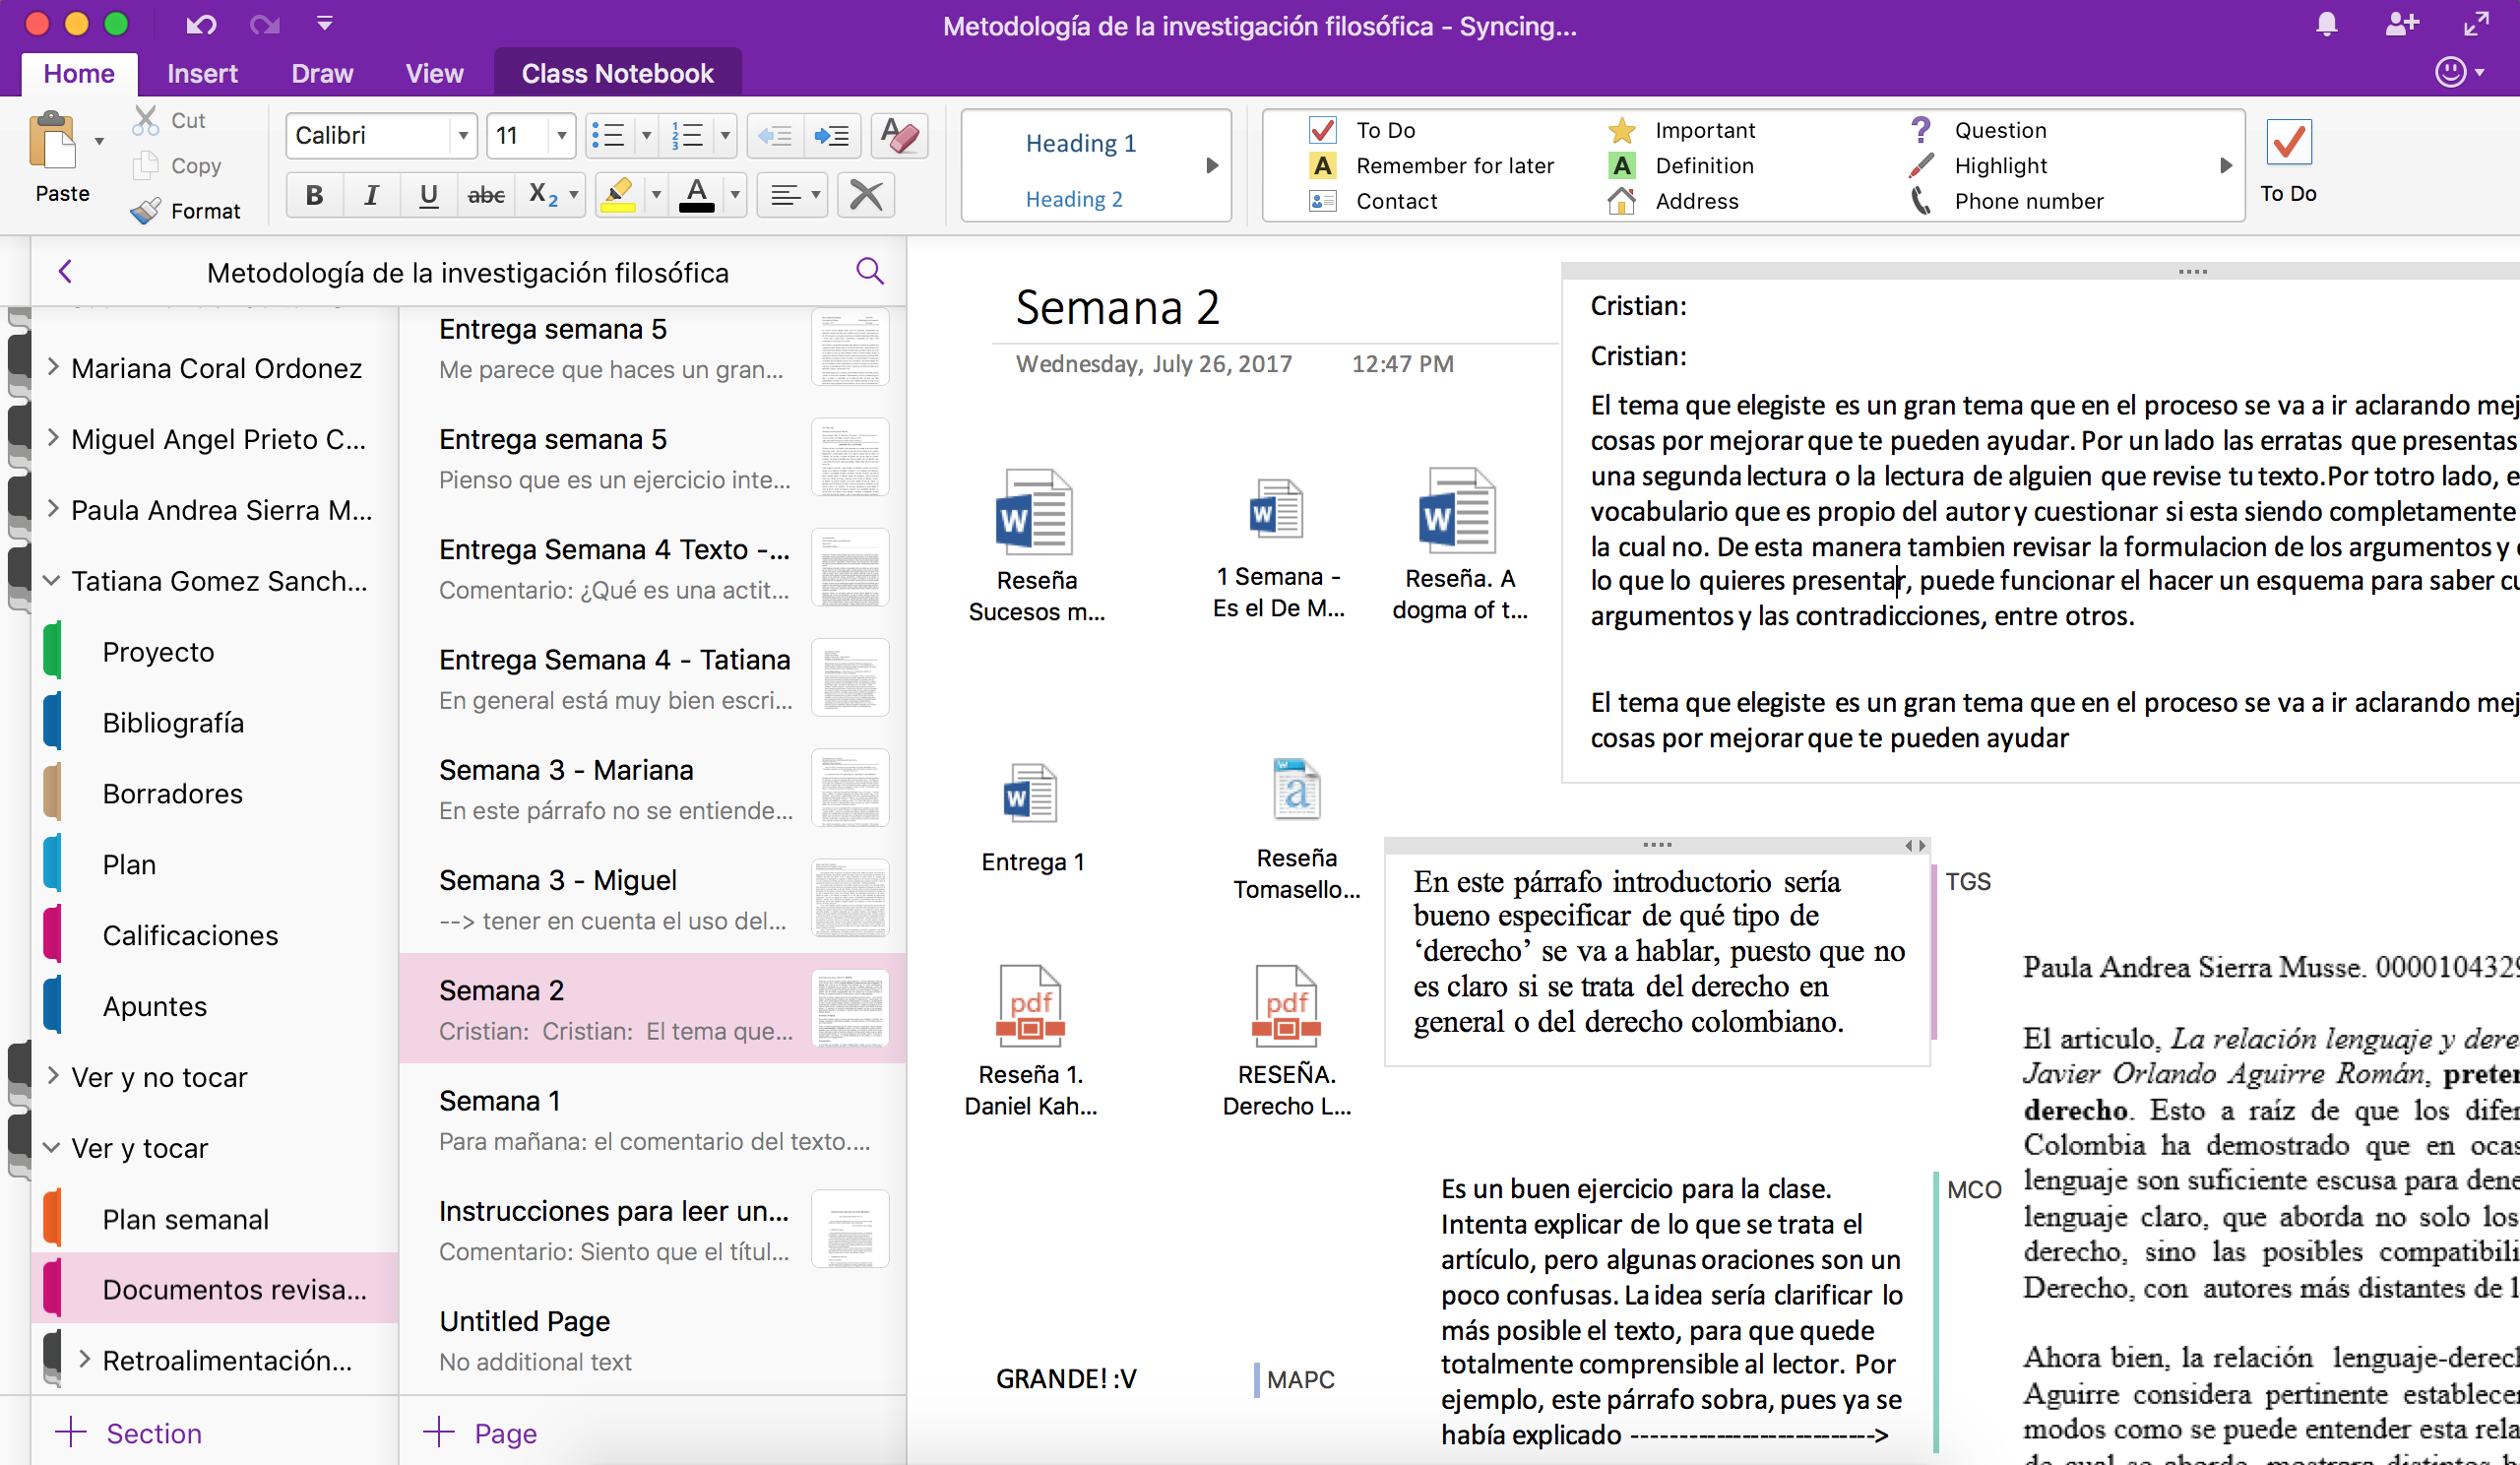 Metodología de la investigación filosófica - Syncing...
Home
Insert
Draw
View
Class Notebook
Paste
Cut
Copy
Format
Calibri
11
B
I
U
abc
X2
A
Heading 1
Heading 2
To Do
Remember for later
Contact
Important
Definition
Address
Question
Highlight
Phone number
To Do
Metodología de la investigación filosófica
Mariana Coral Ordonez
Miguel Angel Prieto C...
Paula Andrea Sierra M...
Tatiana Gomez Sanch...
Proyecto
Bibliografía
Borradores
Plan
Calificaciones
Apuntes
Ver y no tocar
Ver y tocar
Plan semanal
Documentos revisa...
Retroalimentación...
Section
Entrega semana 5
Me parece que haces un gran...
Entrega semana 5
Pienso que es un ejercicio inte...
Entrega Semana 4 Texto -...
Comentario: ¿Qué es una actit...
Entrega Semana 4 - Tatiana
En general está muy bien escri...
Semana 3 - Mariana
En este párrafo no se entiende...
Semana 3 - Miguel
--> tener en cuenta el uso del...
Semana 2
Cristian: Cristian: El tema que...
Semana 1
Para mañana: el comentario del texto....
Instrucciones para leer un...
Comentario: Siento que el títul...
Untitled Page
No additional text
Page
Semana 2
Wednesday, July 26, 2017 12:47 PM
Reseña
Sucesos m...
1 Semana -
Es el De M...
Reseña. A
dogma of t...
Entrega 1
Reseña
Tomasello...
pdf
Reseña 1.
Daniel Kah...
pdf
RESEÑA.
Derecho L...
GRANDE! :V
MAPC
Cristian:
Cristian:
El tema que elegiste es un gran tema que en el proceso se va a ir aclarando mej
cosas por mejorar que te pueden ayudar. Por un lado las erratas que presentas
una segunda lectura o la lectura de alguien que revise tu texto.Por totro lado, e
vocabulario que es propio del autor y cuestionar si esta siendo completamente
la cual no. De esta manera tambien revisar la formulacion de los argumentos y
lo que lo quieres presentar, puede funcionar el hacer un esquema para saber cu
argumentos y las contradicciones, entre otros.
El tema que elegiste es un gran tema que en el proceso se va a ir aclarando mej
cosas por mejorar que te pueden ayudar
En este párrafo introductorio sería
bueno especificar de qué tipo de
‘derecho’ se va a hablar, puesto que no
es claro si se trata del derecho en
general o del derecho colombiano.
TGS
Es un buen ejercicio para la clase.
Intenta explicar de lo que se trata el
artículo, pero algunas oraciones son un
poco confusas. La idea sería clarificar lo
más posible el texto, para que quede
totalmente comprensible al lector. Por
ejemplo, este párrafo sobra, pues ya se
había explicado -------------------------->
MCO
Paula Andrea Sierra Musse. 0000104329
El articulo, La relación lenguaje y dere
Javier Orlando Aguirre Román, preten
derecho. Esto a raíz de que los difer
Colombia ha demostrado que en ocas
lenguaje son suficiente escusa para dene
lenguaje claro, que aborda no solo los
derecho, sino las posibles compatibili
Derecho, con autores más distantes de l
Ahora bien, la relación lenguaje-derech
Aguirre considera pertinente establecer
modos como se puede entender esta rela